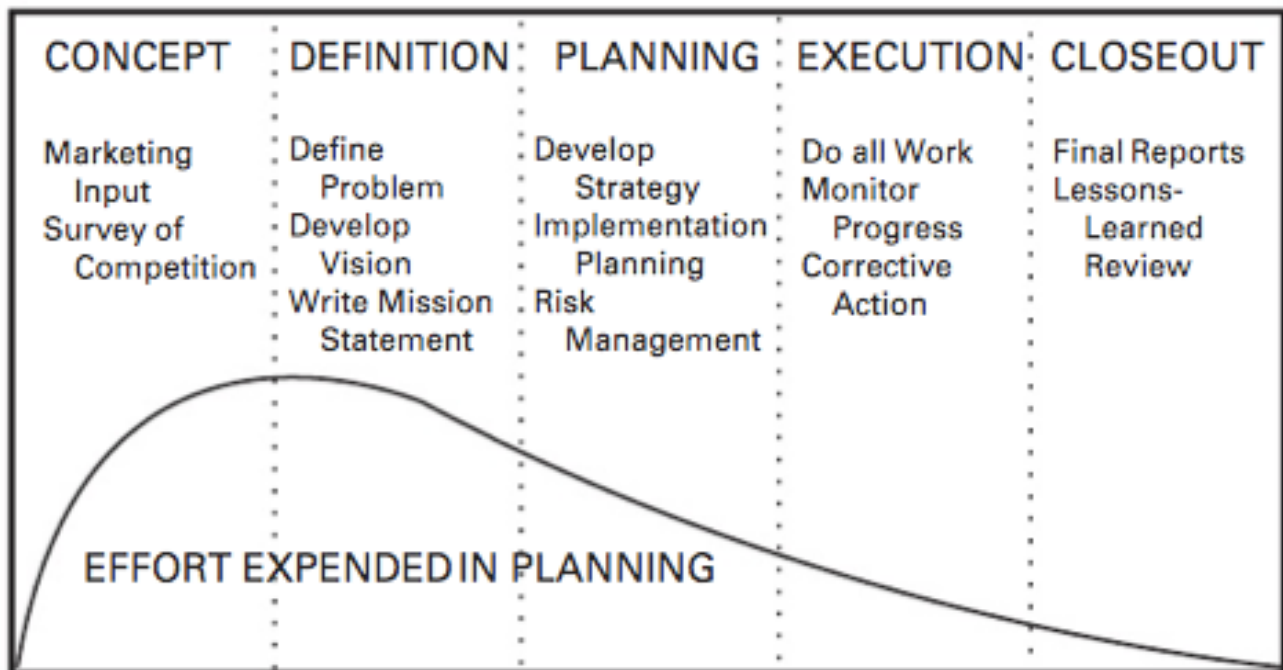 CONCEPT
Marketing
Input
Survey of
Competition
DEFINITION
Define
Problem
Develop
Vision
Write Mission
Statement
PLANNING
Develop
Strategy
Implementation
Planning
Risk
Management
EXECUTION
Do all Work
Monitor
Progress
Corrective
Action
CLOSEOUT
Final Reports
Lessons-
Learned
Review
EFFORT EXPENDED IN PLANNING